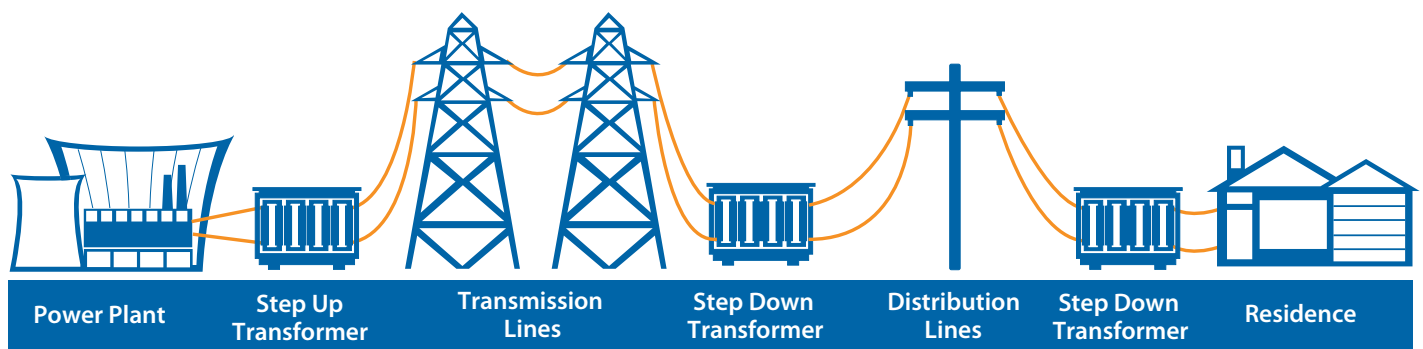 Power Plant
Step Up
Transformer
Transmission
Lines
Step Down
Transformer
Distribution
Lines
Step Down
Transformer
Residence